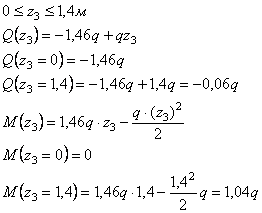 0 ≤ z₃ ≤ 1,4м
Q(z₃) = −1,46q + qz₃
Q(z₃ = 0) = −1,46q
Q(z₃ = 1,4) = −1,46q + 1,4q = −0,06q
M(z₃) = 1,46q · z₃ − q · (z₃)² / 2
M(z₃ = 0) = 0
M(z₃ = 1,4) = 1,46q · 1,4 − 1,4² / 2 q = 1,04q